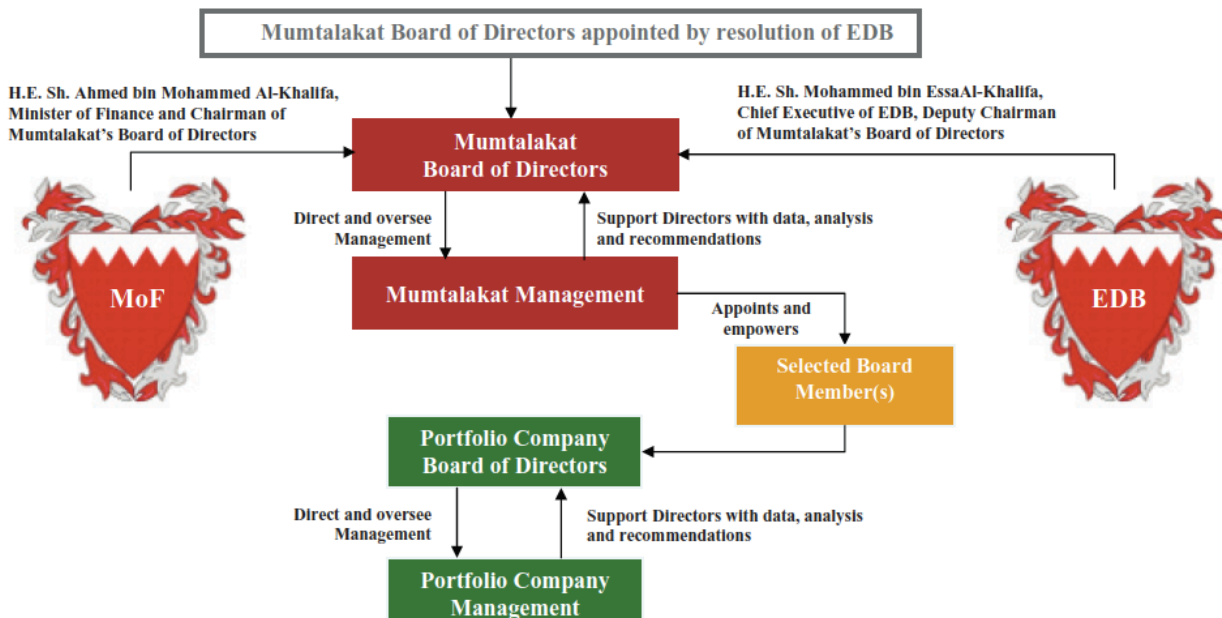 Mumtalakat Board of Directors appointed by resolution of EDB
H.E. Sh. Ahmed bin Mohammed Al-Khalifa,
Minister of Finance and Chairman of
Mumtalakat’s Board of Directors
H.E. Sh. Mohammed bin EssaAl-Khalifa,
Chief Executive of EDB, Deputy Chairman
of Mumtalakat’s Board of Directors
Mumtalakat
Board of Directors
Direct and oversee
Management
Support Directors with data, analysis
and recommendations
MoF
EDB
Mumtalakat Management
Appoints and
empowers
Selected Board
Member(s)
Portfolio Company
Board of Directors
Direct and oversee
Management
Support Directors with data, analysis
and recommendations
Portfolio Company
Management